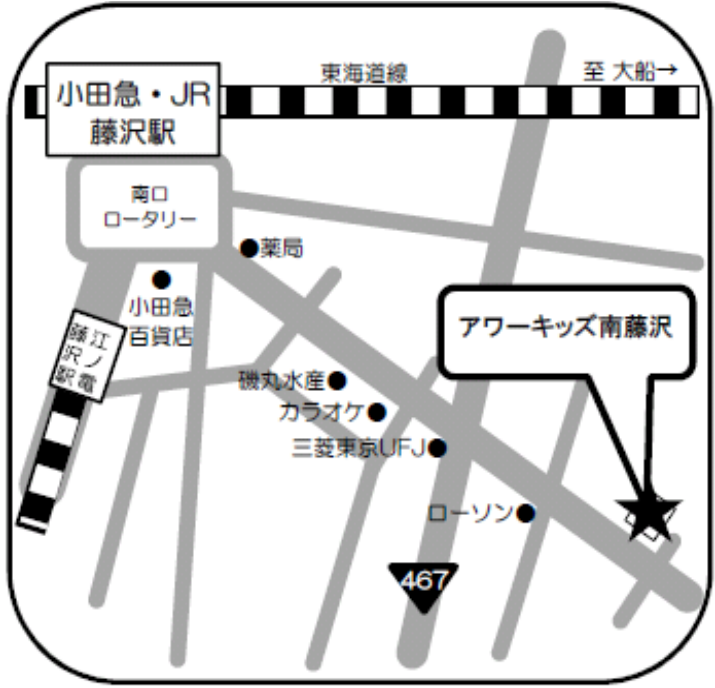 東海道線
至 大船→
小田急・JR
藤沢駅
南口
ロータリー
●薬局
小田急
百貨店
江ノ電
藤沢駅
アワーキッズ南藤沢
磯丸水産●
カラオケ●
三菱東京UFJ●
ローソン●
467